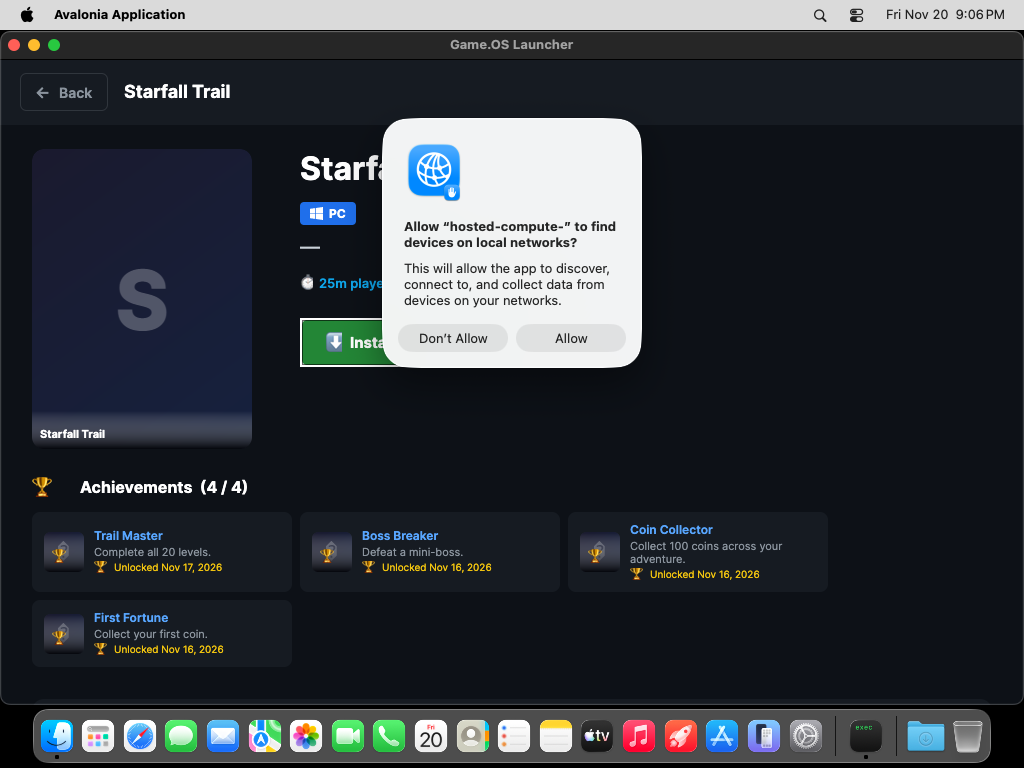 Avalonia Application
Fri Nov 20 9:06 PM
Game.OS Launcher
Back
Starfall Trail
PC
—
25m
S
Starfall Trail
Allow “hosted-compute-” to find
devices on local networks?
This will allow the app to discover,
connect to, and collect data from
devices on your networks.
Don’t Allow
Allow
Achievements (4 / 4)
Trail Master
Complete all 20 levels.
Unlocked Nov 17, 2026
Boss Breaker
Defeat a mini-boss.
Unlocked Nov 16, 2026
Coin Collector
Collect 100 coins across your
adventure.
Unlocked Nov 16, 2026
First Fortune
Collect your first coin.
Unlocked Nov 16, 2026
Fri
20
tv
exec